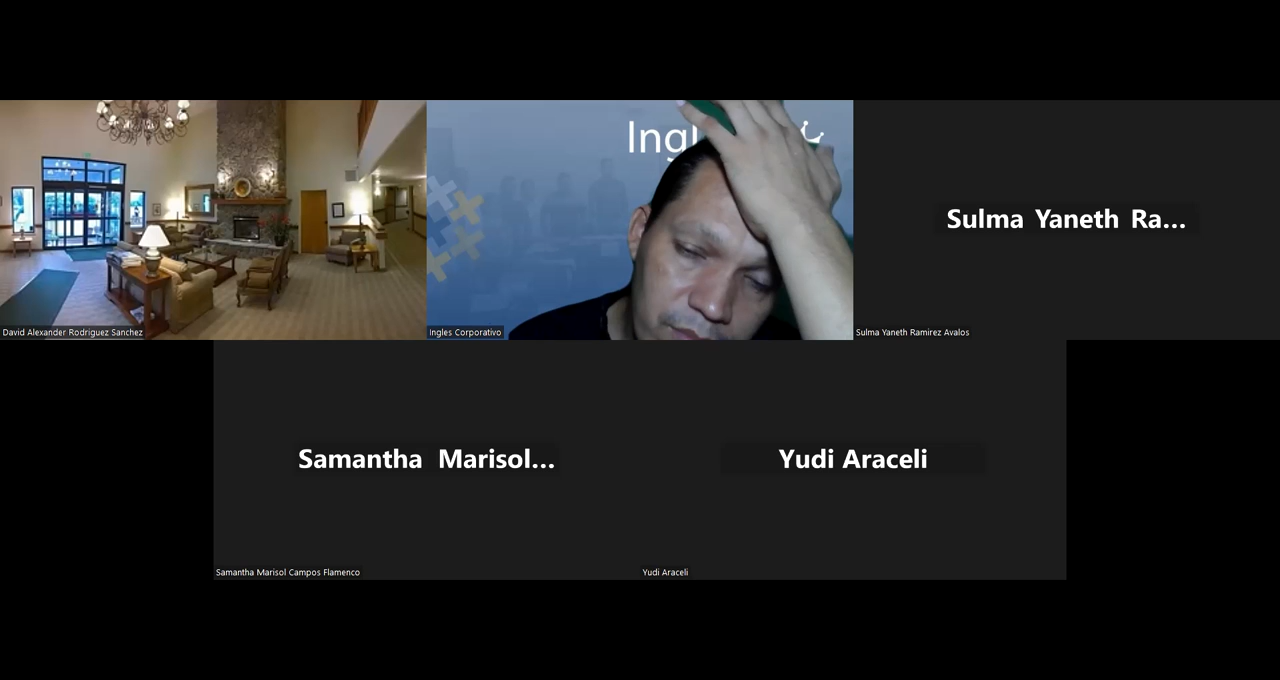 Ingl
Sulma Yaneth Ra...
David Alexander Rodriguez Sanchez
Ingles Corporativo
Sulma Yaneth Ramirez Avalos
Samantha Marisol...
Yudi Araceli
Samantha Marisol Campos Flamenco
Yudi Araceli